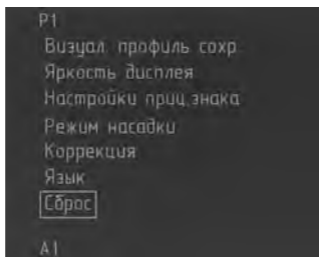 P1
Визуал. профиль сохр.
Яркость дисплея
Настройки приц.знака
Режим насадки
Коррекция
Язык
Сброс
A1